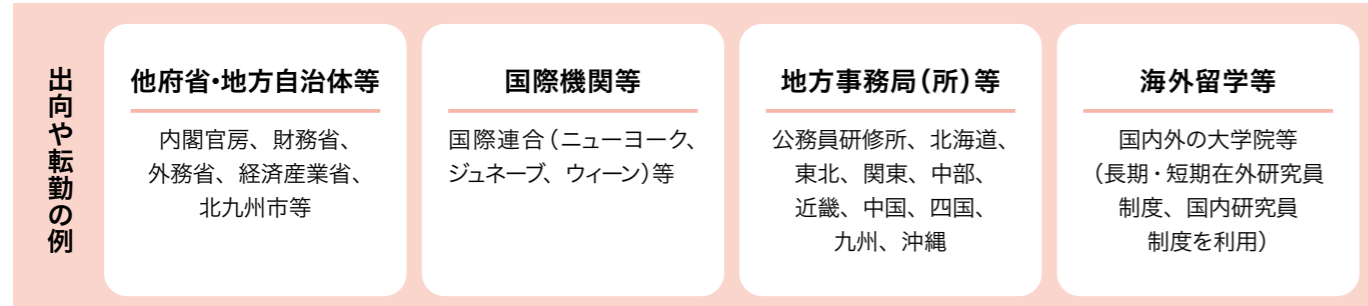 出向や転勤の例
他府省・地方自治体等
内閣官房、財務省、
外務省、経済産業省、
北九州市等
国際機関等
国際連合（ニューヨーク、
ジュネーブ、ウィーン）等
地方事務局（所）等
公務員研修所、北海道、
東北、関東、中部、
近畿、中国、四国、
九州、沖縄
海外留学等
国内外の大学院等
（長期・短期在外研究員
制度、国内研究員
制度を利用）